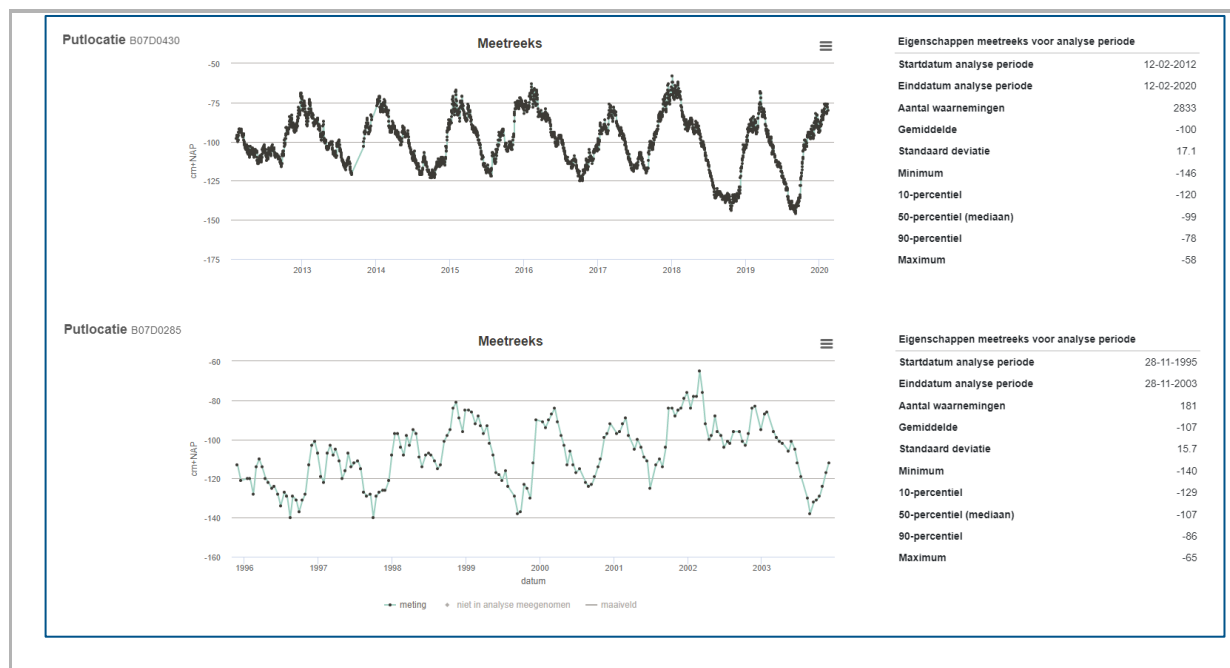 Putlocatie B07D0430
Meetreeks
cm+NAP
-50
-75
-100
-125
-150
-175
2013 2014 2015 2016 2017 2018 2019 2020
Eigenschappen meetreeks voor analyse periode
Startdatum analyse periode 12-02-2012
Einddatum analyse periode 12-02-2020
Aantal waarnemingen 2833
Gemiddelde -100
Standaard deviatie 17.1
Minimum -146
10-percentiel -120
50-percentiel (mediaan) -99
90-percentiel -78
Maximum -58
Putlocatie B07D0285
Meetreeks
cm+NAP
-60
-80
-100
-120
-140
-160
1996 1997 1998 1999 2000 2001 2002 2003
datum
meting niet in analyse meegenomen maaiveld
Eigenschappen meetreeks voor analyse periode
Startdatum analyse periode 28-11-1995
Einddatum analyse periode 28-11-2003
Aantal waarnemingen 181
Gemiddelde -107
Standaard deviatie 15.7
Minimum -140
10-percentiel -129
50-percentiel (mediaan) -107
90-percentiel -86
Maximum -65